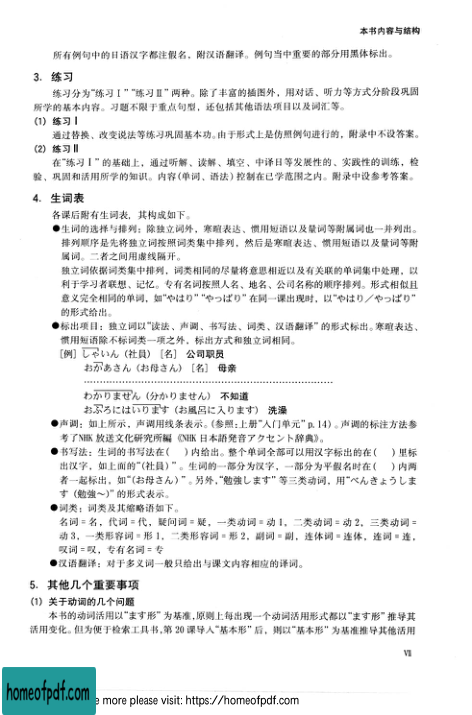 本书内容与结构
所有例句中的日语汉字都注假名，附汉语翻译。例句当中重要的部分用黑体标出。
3. 练习
练习分为“练习Ⅰ”“练习Ⅱ”两种。除了丰富的插图外，用对话、听力等方式分阶段巩固
所学的基本内容。习题不限于重点句型，还包括其他语法项目以及词汇等。
(1) 练习Ⅰ
通过替换、改变说法等练习巩固基本功。由于形式上是仿照例句进行的，附录中不设答案。
(2) 练习Ⅱ
在“练习Ⅰ”的基础上，通过听解、读解、填空、中译日等发展性的、实践性的训练，检
验、巩固和活用所学的知识。内容(单词、语法)控制在已学范围之内。附录中设参考答案。
4. 生词表
各课后附有生词表，其构成如下。
●生词的选择与排列：除独立词外，寒暄表达、惯用短语以及量词等附属词也一并列出。
排列顺序是先将独立词按照词类集中排列，然后是寒暄表达、惯用短语以及量词等附
属词。二者之间用虚线隔开。
独立词依据词类集中排列，词类相同的尽量将意思相近以及有关联的单词集中处理，以
利于学习者联想、记忆。专有名词按照人名、地名、公司名称的顺序排列。形式相似且
意义完全相同的单词，如“やはり”“やっぱり”在同一课出现时，以“やはり／やっぱり”
的形式给出。
●标出项目：独立词以“读法、声调、书写法、词类、汉语翻译”的形式标出。寒暄表达、
惯用短语除不标词类一项之外，标出方式和独立词相同。
[例] しゃいん (社員) [名] 公司职员
おかあさん (お母さん) [名] 母亲
わかりません (分かりません) 不知道
おふろにはいります (お風呂に入ります) 洗澡
●声调：如上所示，声调用线条表示。(参照：上册“入门单元”p. 14)。声调的标注方法参
考了NHK 放送文化研究所編《NHK 日本語発音アクセント辞典》。
●书写法：生词的书写法在( )内给出。整个单词全部可以用汉字标出的在( )里标
出汉字，如上面的“(社員)”。生词的一部分为汉字，一部分为平假名时在( )内两
者一起标出，如“(お母さん)”。另外，“勉強します”等三类动词，用“べんきょうしま
す (勉強～)”的形式表示。
●词类：词类及其缩略语如下。
名词＝名，代词＝代，疑问词＝疑，一类动词＝动1，二类动词＝动2，三类动词＝
动3，一类形容词＝形1，二类形容词＝形2，副词＝副，连体词＝连体，连词＝连，
叹词＝叹，专有名词＝专
●汉语翻译：对于多义词一般只给出与课文内容相应的译词。
5. 其他几个重要事项
(1) 关于动词的几个问题
本书的动词活用以“ます形”为基准,原则上每出现一个动词活用形式都以“ます形”推导其
活用变化。但为便于检索工具书,第 20 课导入“基本形”后，则以“基本形”为基准推导其他活用
Ⅶ
homeofpdf.com
e more please visit: https://homeofpdf.com